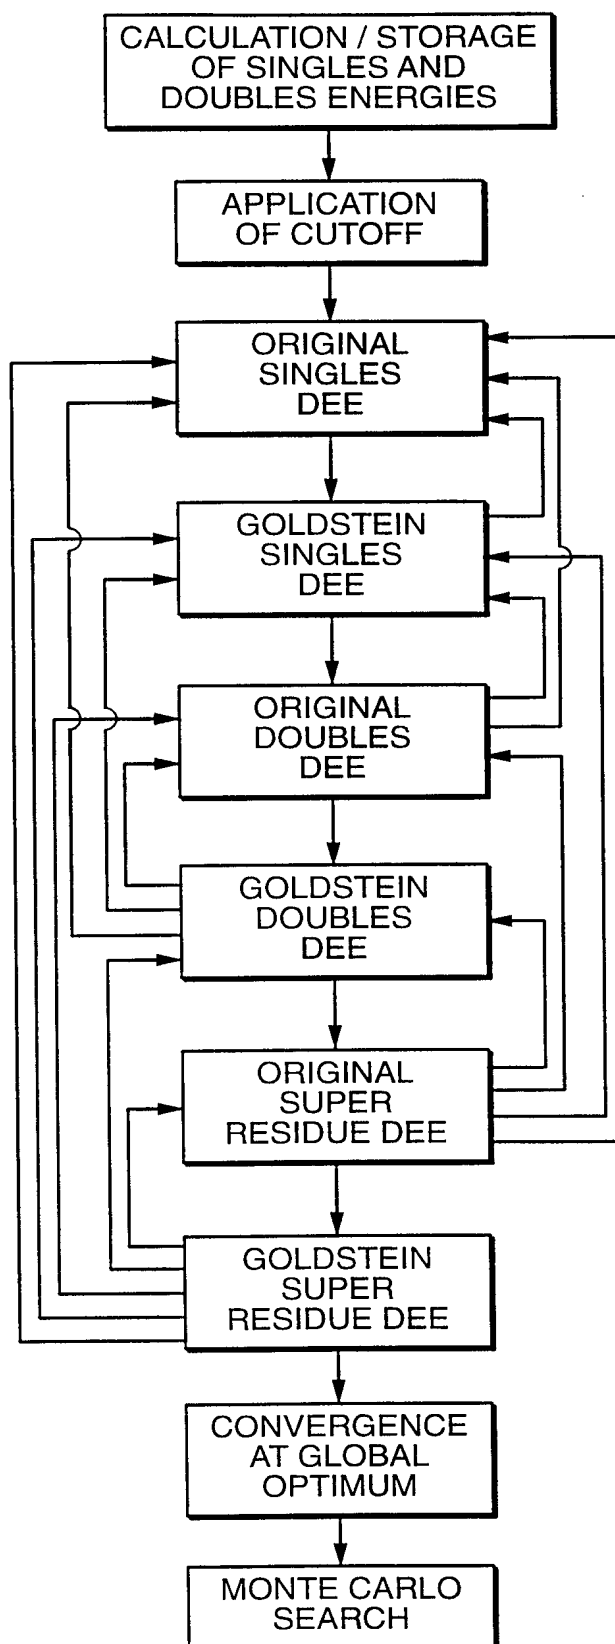 CALCULATION / STORAGE
OF SINGLES AND
DOUBLES ENERGIES
APPLICATION
OF CUTOFF
ORIGINAL
SINGLES
DEE
GOLDSTEIN
SINGLES
DEE
ORIGINAL
DOUBLES
DEE
GOLDSTEIN
DOUBLES
DEE
ORIGINAL
SUPER
RESIDUE DEE
GOLDSTEIN
SUPER
RESIDUE DEE
CONVERGENCE
AT GLOBAL
OPTIMUM
MONTE CARLO
SEARCH